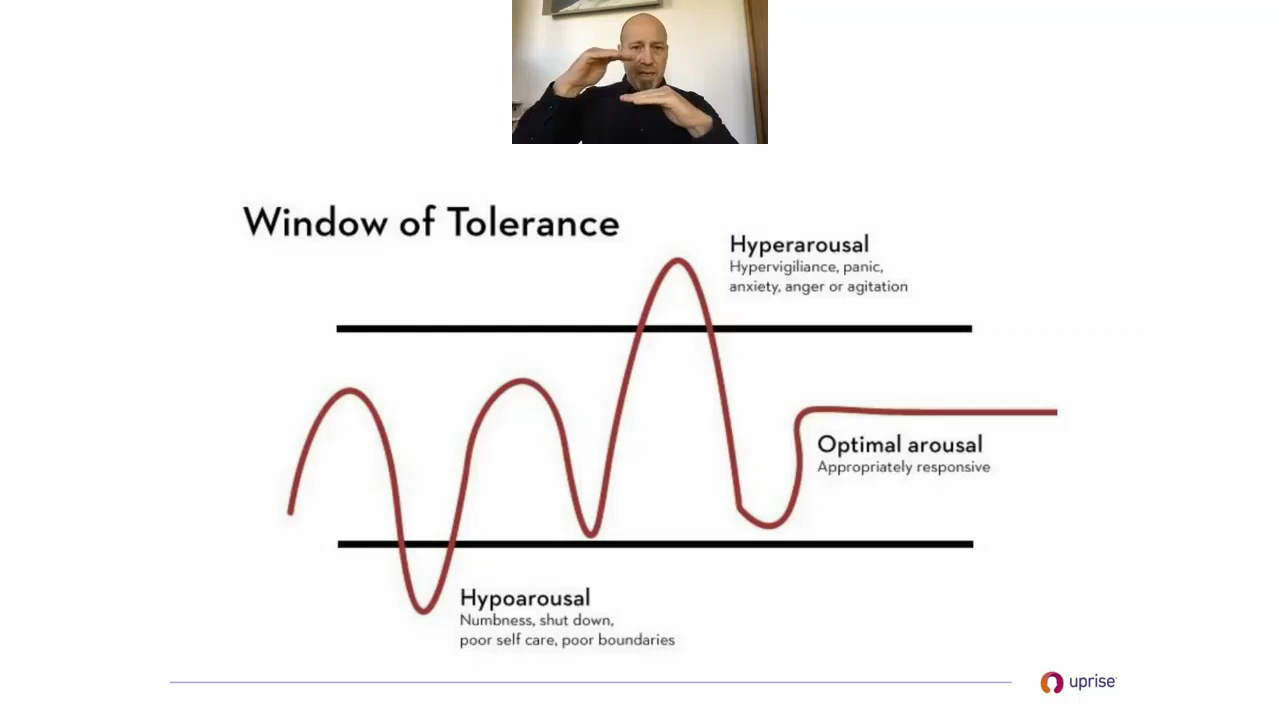 Window of Tolerance
Hyperarousal
Hypervigiliance, panic,
anxiety, anger or agitation
Optimal arousal
Appropriately responsive
Hypoarousal
Numbness, shut down,
poor self care, poor boundaries
uprise